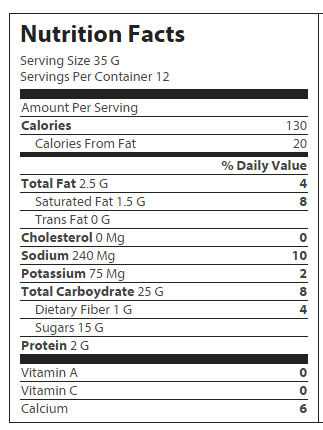 Nutrition Facts
Serving Size 35 G
Servings Per Container 12
Amount Per Serving
Calories 130
Calories From Fat 20
% Daily Value
Total Fat 2.5 G 4
Saturated Fat 1.5 G 8
Trans Fat 0 G
Cholesterol 0 Mg 0
Sodium 240 Mg 10
Potassium 75 Mg 2
Total Carboydrate 25 G 8
Dietary Fiber 1 G 4
Sugars 15 G
Protein 2 G
Vitamin A 0
Vitamin C 0
Calcium 6